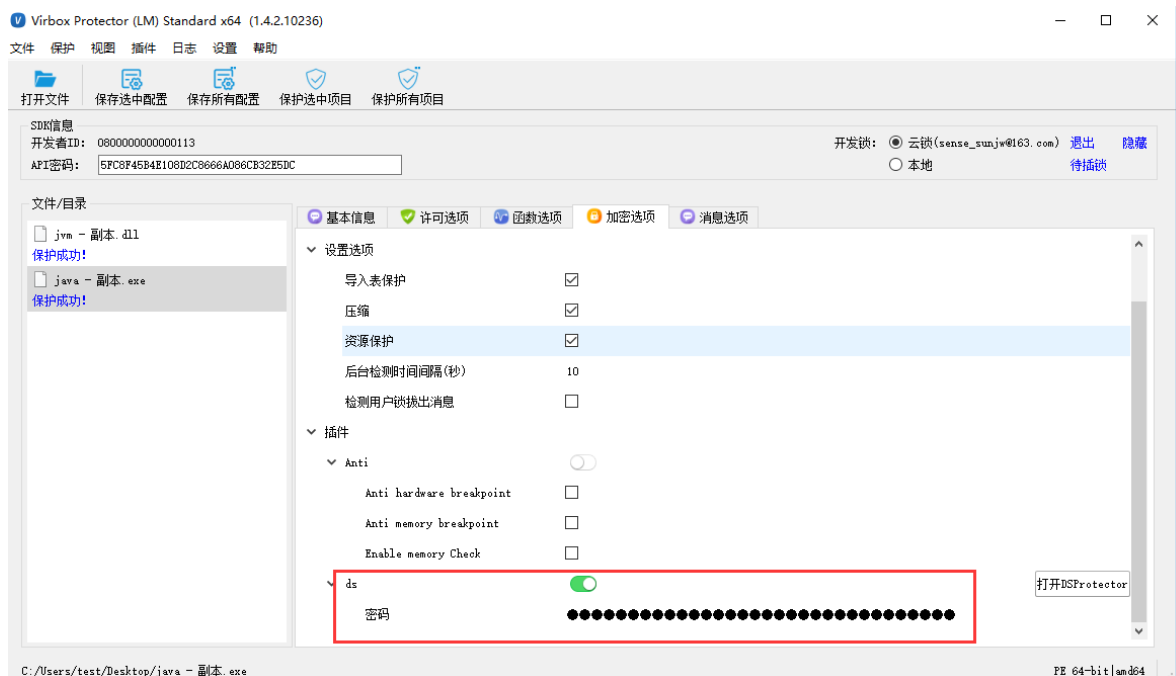 Virbox Protector (LM) Standard x64 (1.4.2.10236)
文件 保护 视图 插件 日志 设置 帮助
打开文件 保存选中配置 保存所有配置 保护选中项目 保护所有项目
SDK信息
开发者ID: 0800000000000113 开发锁: 云锁(sense_sunjw@163.com) 退出 隐藏
API密码: 5FC8F45B4E108D2C8666A086CB32E5DC 本地 待插锁
文件/目录
jvm - 副本.dll
保护成功!
java - 副本.exe
保护成功!
基本信息 许可选项 函数选项 加密选项 消息选项
设置选项
导入表保护
压缩
资源保护
后台检测时间间隔(秒) 10
检测用户锁拔出消息
插件
Anti
Anti hardware breakpoint
Anti memory breakpoint
Enable memory Check
ds 打开DSProtector
密码 ●●●●●●●●●●●●●●●●●●●●●●●●●●●●●●●●
C:/Users/test/Desktop/java - 副本.exe PE 64-bit|amd64